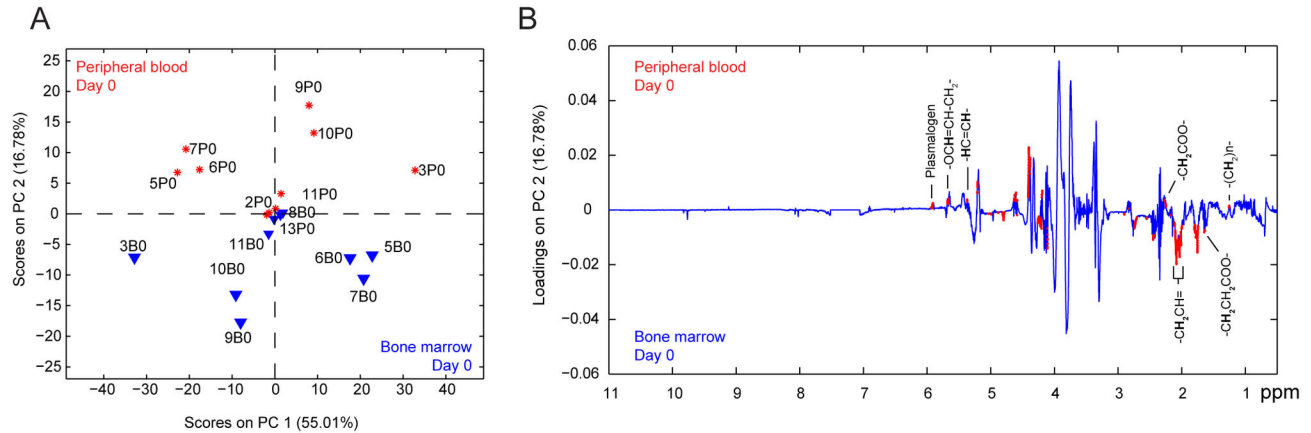 A
Peripheral blood
Day 0
9P0
10P0
7P0
6P0
5P0
3P0
11P0
2P0
8B0
13P0
11B0
3B0
10B0
6B0
5B0
7B0
9B0
Bone marrow
Day 0
25
20
15
10
5
0
−5
−10
−15
−20
−25
Scores on PC 2 (16.78%)
−40
−30
−20
−10
0
10
20
30
40
Scores on PC 1 (55.01%)
B
Peripheral blood
Day 0
Plasmalogen
-OCH=CH-CH2-
-HC=CH-
-CH2COO-
-(CH2)n-
-CH2CH=
-CH2CH2COO-
Bone marrow
Day 0
0.06
0.04
0.02
0
−0.02
−0.04
−0.06
Loadings on PC 2 (16.78%)
11
10
9
8
7
6
5
4
3
2
1
ppm